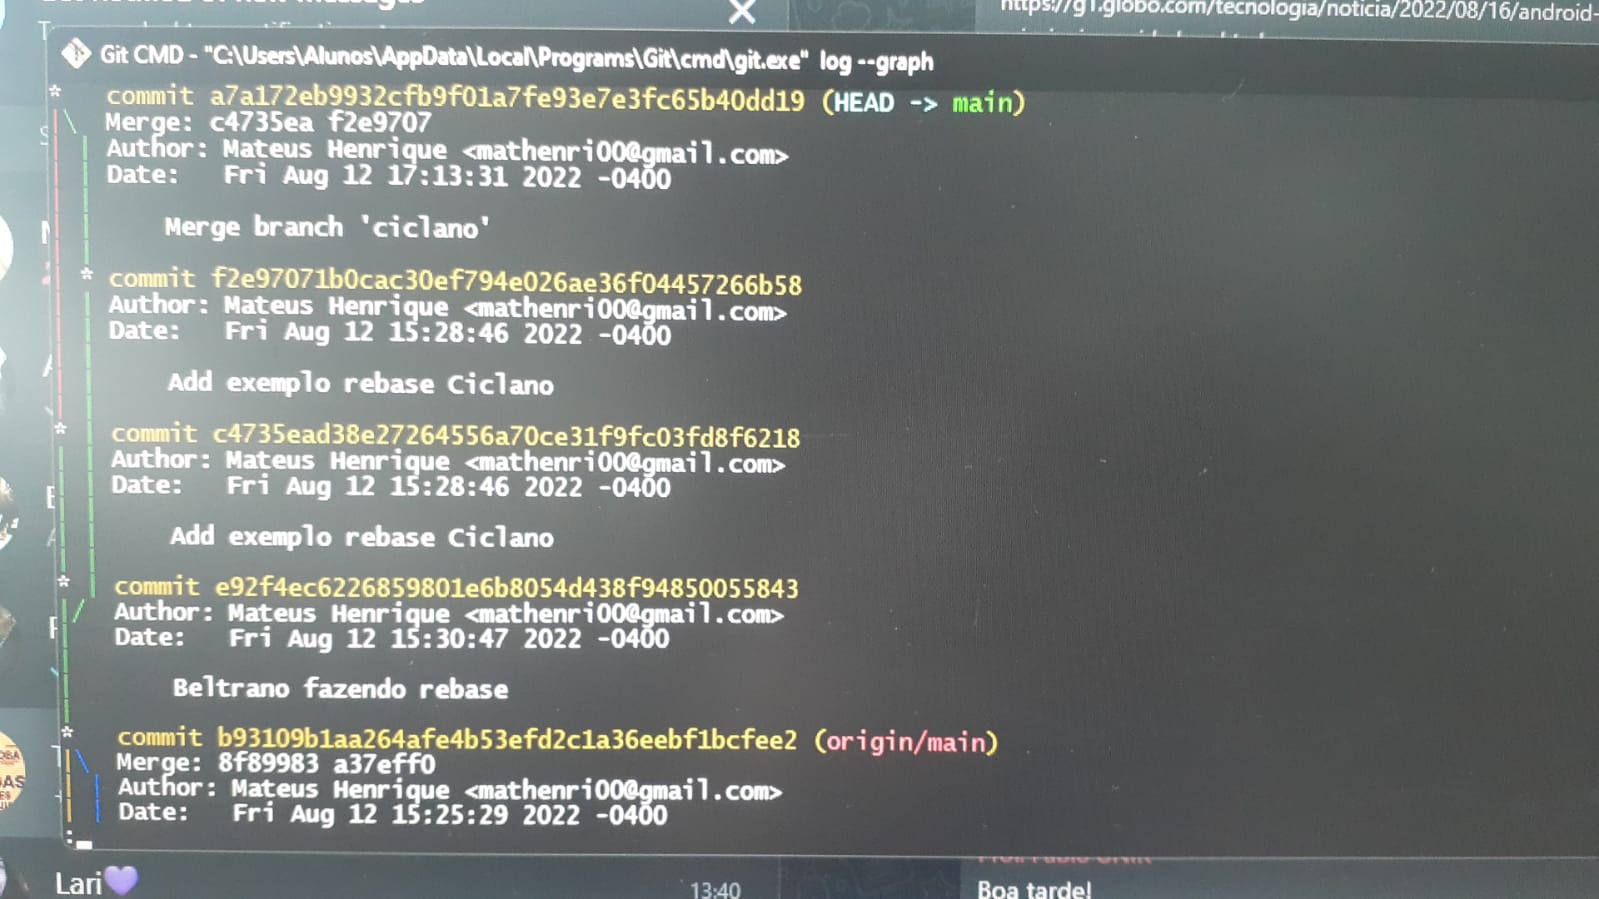 https://g1.globo.com/tecnologia/noticia/2022/08/16/android-
Git CMD - "C:\Users\Alunos\AppData\Local\Programs\Git\cmd\git.exe" log --graph
* commit a7a172eb9932cfb9f01a7fe93e7e3fc65b40dd19 (HEAD -> main)
|\ Merge: c4735ea f2e9707
| | Author: Mateus Henrique <mathenri00@gmail.com>
| | Date: Fri Aug 12 17:13:31 2022 -0400
| |
| | Merge branch 'ciclano'
| |
| * commit f2e97071b0cac30ef794e026ae36f04457266b58
| | Author: Mateus Henrique <mathenri00@gmail.com>
| | Date: Fri Aug 12 15:28:46 2022 -0400
| |
| | Add exemplo rebase Ciclano
| |
* | commit c4735ead38e27264556a70ce31f9fc03fd8f6218
| | Author: Mateus Henrique <mathenri00@gmail.com>
| | Date: Fri Aug 12 15:28:46 2022 -0400
| |
| | Add exemplo rebase Ciclano
| |
* | commit e92f4ec6226859801e6b8054d438f94850055843
|/ Author: Mateus Henrique <mathenri00@gmail.com>
| Date: Fri Aug 12 15:30:47 2022 -0400
|
| Beltrano fazendo rebase
|
* commit b93109b1aa264afe4b53efd2c1a36eebf1bcfee2 (origin/main)
|\ Merge: 8f89983 a37eff0
| | Author: Mateus Henrique <mathenri00@gmail.com>
| | Date: Fri Aug 12 15:25:29 2022 -0400
:
Lari💜
13:40
Boa tarde!